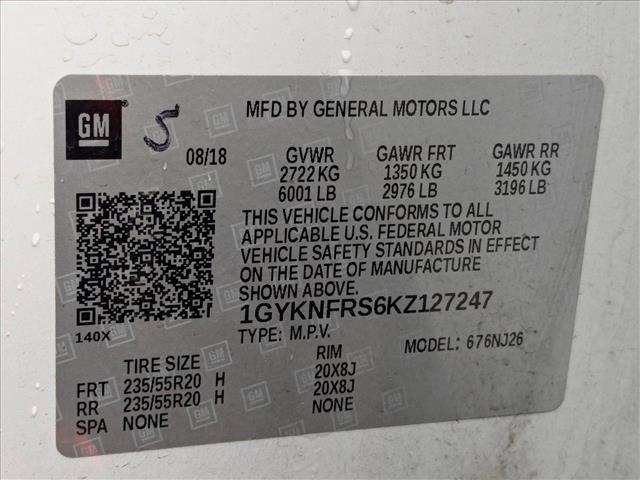 GM
5
MFD BY GENERAL MOTORS LLC
08/18 GVWR GAWR FRT GAWR RR
2722 KG 1350 KG 1450 KG
6001 LB 2976 LB 3196 LB
THIS VEHICLE CONFORMS TO ALL
APPLICABLE U.S. FEDERAL MOTOR
VEHICLE SAFETY STANDARDS IN EFFECT
ON THE DATE OF MANUFACTURE
SHOWN ABOVE.
1GYKNFRS6KZ127247
140X
TYPE: M.P.V. MODEL: 676NJ26
TIRE SIZE RIM
FRT 235/55R20 H 20X8J
RR 235/55R20 H 20X8J
SPA NONE NONE